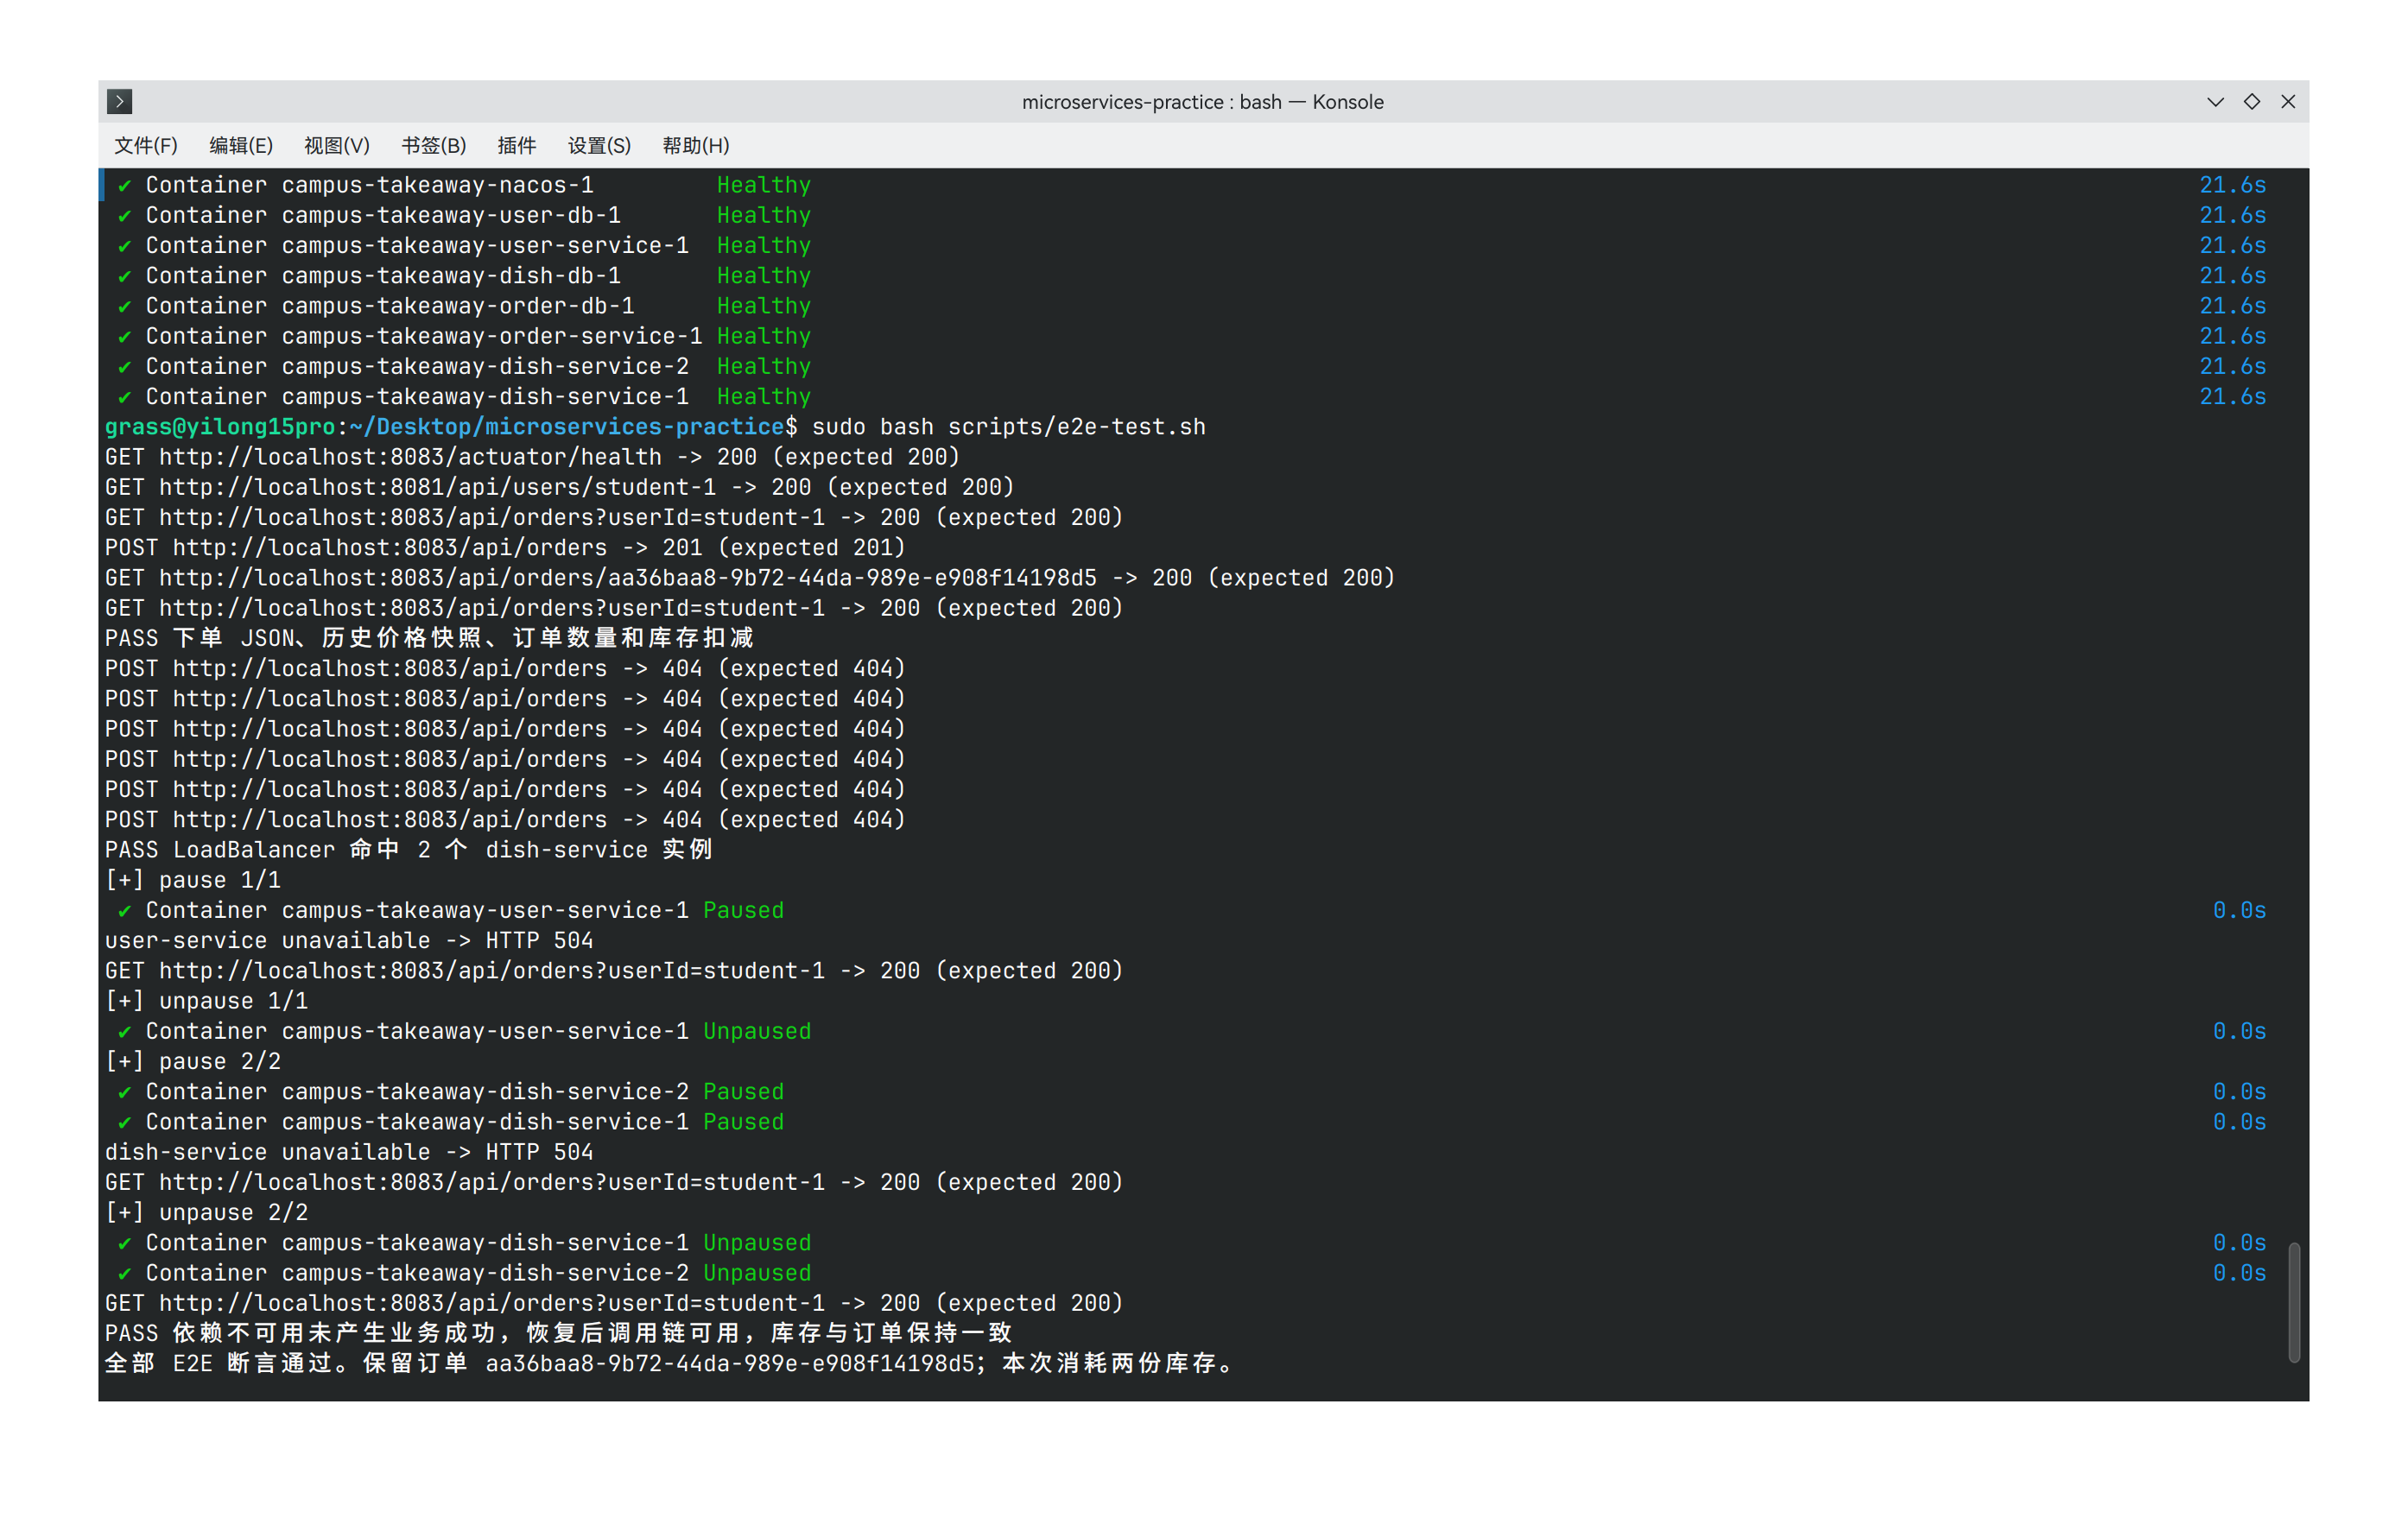 microservices-practice : bash — Konsole
文件(F) 编辑(E) 视图(V) 书签(B) 插件 设置(S) 帮助(H)
✔ Container campus-takeaway-nacos-1 Healthy 21.6s
✔ Container campus-takeaway-user-db-1 Healthy 21.6s
✔ Container campus-takeaway-user-service-1 Healthy 21.6s
✔ Container campus-takeaway-dish-db-1 Healthy 21.6s
✔ Container campus-takeaway-order-db-1 Healthy 21.6s
✔ Container campus-takeaway-order-service-1 Healthy 21.6s
✔ Container campus-takeaway-dish-service-2 Healthy 21.6s
✔ Container campus-takeaway-dish-service-1 Healthy 21.6s
grass@yilong15pro:~/Desktop/microservices-practice$ sudo bash scripts/e2e-test.sh
GET http://localhost:8083/actuator/health -> 200 (expected 200)
GET http://localhost:8081/api/users/student-1 -> 200 (expected 200)
GET http://localhost:8083/api/orders?userId=student-1 -> 200 (expected 200)
POST http://localhost:8083/api/orders -> 201 (expected 201)
GET http://localhost:8083/api/orders/aa36baa8-9b72-44da-989e-e908f14198d5 -> 200 (expected 200)
GET http://localhost:8083/api/orders?userId=student-1 -> 200 (expected 200)
PASS 下单 JSON、历史价格快照、订单数量和库存扣减
POST http://localhost:8083/api/orders -> 404 (expected 404)
POST http://localhost:8083/api/orders -> 404 (expected 404)
POST http://localhost:8083/api/orders -> 404 (expected 404)
POST http://localhost:8083/api/orders -> 404 (expected 404)
POST http://localhost:8083/api/orders -> 404 (expected 404)
POST http://localhost:8083/api/orders -> 404 (expected 404)
PASS LoadBalancer 命中 2 个 dish-service 实例
[+] pause 1/1
✔ Container campus-takeaway-user-service-1 Paused 0.0s
user-service unavailable -> HTTP 504
GET http://localhost:8083/api/orders?userId=student-1 -> 200 (expected 200)
[+] unpause 1/1
✔ Container campus-takeaway-user-service-1 Unpaused 0.0s
[+] pause 2/2
✔ Container campus-takeaway-dish-service-2 Paused 0.0s
✔ Container campus-takeaway-dish-service-1 Paused 0.0s
dish-service unavailable -> HTTP 504
GET http://localhost:8083/api/orders?userId=student-1 -> 200 (expected 200)
[+] unpause 2/2
✔ Container campus-takeaway-dish-service-1 Unpaused 0.0s
✔ Container campus-takeaway-dish-service-2 Unpaused 0.0s
GET http://localhost:8083/api/orders?userId=student-1 -> 200 (expected 200)
PASS 依赖不可用未产生业务成功，恢复后调用链可用，库存与订单保持一致
全部 E2E 断言通过。保留订单 aa36baa8-9b72-44da-989e-e908f14198d5；本次消耗两份库存。